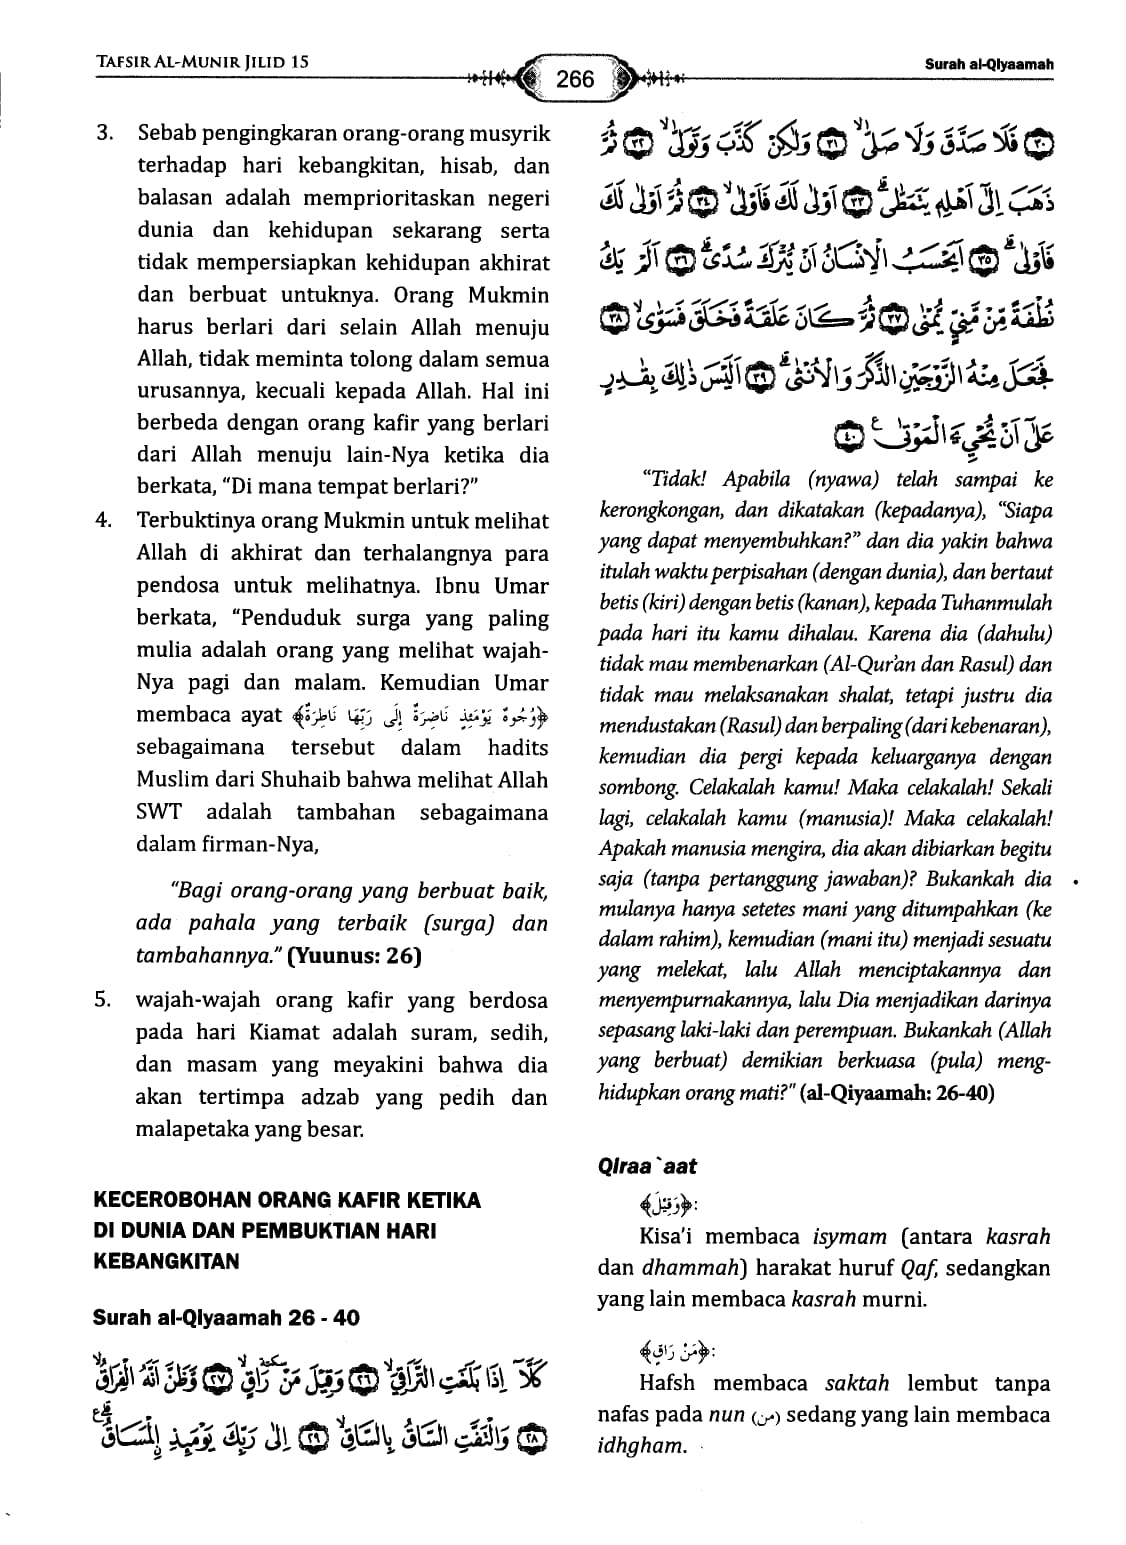 TAFSIR AL-MUNIR JILID 15
266
Surah al-Qiyaamah
3. Sebab pengingkaran orang-orang musyrik
terhadap hari kebangkitan, hisab, dan
balasan adalah memprioritaskan negeri
dunia dan kehidupan sekarang serta
tidak mempersiapkan kehidupan akhirat
dan berbuat untuknya. Orang Mukmin
harus berlari dari selain Allah menuju
Allah, tidak meminta tolong dalam semua
urusannya, kecuali kepada Allah. Hal ini
berbeda dengan orang kafir yang berlari
dari Allah menuju lain-Nya ketika dia
berkata, “Di mana tempat berlari?”
4. Terbuktinya orang Mukmin untuk melihat
Allah di akhirat dan terhalangnya para
pendosa untuk melihatnya. Ibnu Umar
berkata, “Penduduk surga yang paling
mulia adalah orang yang melihat wajah-
Nya pagi dan malam. Kemudian Umar
membaca ayat ﴿وُجُوهٌ يَوْمَئِذٍ نَاضِرَةٌ إِلَى رَبِّهَا نَاظِرَةٌ﴾
sebagaimana tersebut dalam hadits
Muslim dari Shuhaib bahwa melihat Allah
SWT adalah tambahan sebagaimana
dalam firman-Nya,
“Bagi orang-orang yang berbuat baik,
ada pahala yang terbaik (surga) dan
tambahannya.” (Yuunus: 26)
5. wajah-wajah orang kafir yang berdosa
pada hari Kiamat adalah suram, sedih,
dan masam yang meyakini bahwa dia
akan tertimpa adzab yang pedih dan
malapetaka yang besar.
KECEROBOHAN ORANG KAFIR KETIKA
DI DUNIA DAN PEMBUKTIAN HARI
KEBANGKITAN
Surah al-Qiyaamah 26 - 40
كَلَّآ اِذَا بَلَغَتِ التَّرَاقِيَۙ ٢٦ وَقِيْلَ مَنْ ۜ رَاقٍۙ ٢٧ وَّظَنَّ اَنَّهُ الْفِرَاقُۙ
٢٨ وَالْتَفَّتِ السَّاقُ بِالسَّاقِۙ ٢٩ اِلٰى رَبِّكَ يَوْمَىِٕذِ ِۨالْمَسَاقُ ۗ ࣖ
٣٠ فَلَا صَدَّقَ وَلَا صَلّٰىۙ ٣١ وَلٰكِنْ كَذَّبَ وَتَوَلّٰىۙ ٣٢ ثُمَّ
ذَهَبَ اِلٰٓى اَهْلِهٖ يَتَمَطّٰىۗ ٣٣ اَوْلٰى لَكَ فَاَوْلٰىۙ ٣٤ ثُمَّ اَوْلٰى لَكَ
فَاَوْلٰىۗ ٣٥ اَيَحْسَبُ الْاِنْسَانُ اَنْ يُّتْرَكَ سُدًىۗ ٣٦ اَلَمْ يَكُ
نُطْفَةً مِّنْ مَّنِيٍّ يُّمْنٰى ٣٧ ثُمَّ كَانَ عَلَقَةً فَخَلَقَ فَسَوّٰىۙ ٣٨
فَجَعَلَ مِنْهُ الزَّوْجَيْنِ الذَّكَرَ وَالْاُنْثٰىۗ ٣٩ اَلَيْسَ ذٰلِكَ بِقٰدِرٍ
عَلٰٓى اَنْ يُّحْيِۦَ الْمَوْتٰى ࣖ ٤٠
“Tidak! Apabila (nyawa) telah sampai ke
kerongkongan, dan dikatakan (kepadanya), “Siapa
yang dapat menyembuhkan?” dan dia yakin bahwa
itulah waktu perpisahan (dengan dunia), dan bertaut
betis (kiri) dengan betis (kanan), kepada Tuhanmulah
pada hari itu kamu dihalau. Karena dia (dahulu)
tidak mau membenarkan (Al-Qur'an dan Rasul) dan
tidak mau melaksanakan shalat, tetapi justru dia
mendustakan (Rasul) dan berpaling (dari kebenaran),
kemudian dia pergi kepada keluarganya dengan
sombong. Celakalah kamu! Maka celakalah! Sekali
lagi, celakalah kamu (manusia)! Maka celakalah!
Apakah manusia mengira, dia akan dibiarkan begitu
saja (tanpa pertanggung jawaban)? Bukankah dia
mulanya hanya setetes mani yang ditumpahkan (ke
dalam rahim), kemudian (mani itu) menjadi sesuatu
yang melekat, lalu Allah menciptakannya dan
menyempurnakannya, lalu Dia menjadikan darinya
sepasang laki-laki dan perempuan. Bukankah (Allah
yang berbuat) demikian berkuasa (pula) meng-
hidupkan orang mati?” (al-Qiyaamah: 26-40)
Qiraa`aat
﴿وَقِيْلَ﴾:
Kisa'i membaca isymam (antara kasrah
dan dhammah) harakat huruf Qaf, sedangkan
yang lain membaca kasrah murni.
﴿مَنْ رَاقٍ﴾:
Hafsh membaca saktah lembut tanpa
nafas pada nun (من) sedang yang lain membaca
idhgham.